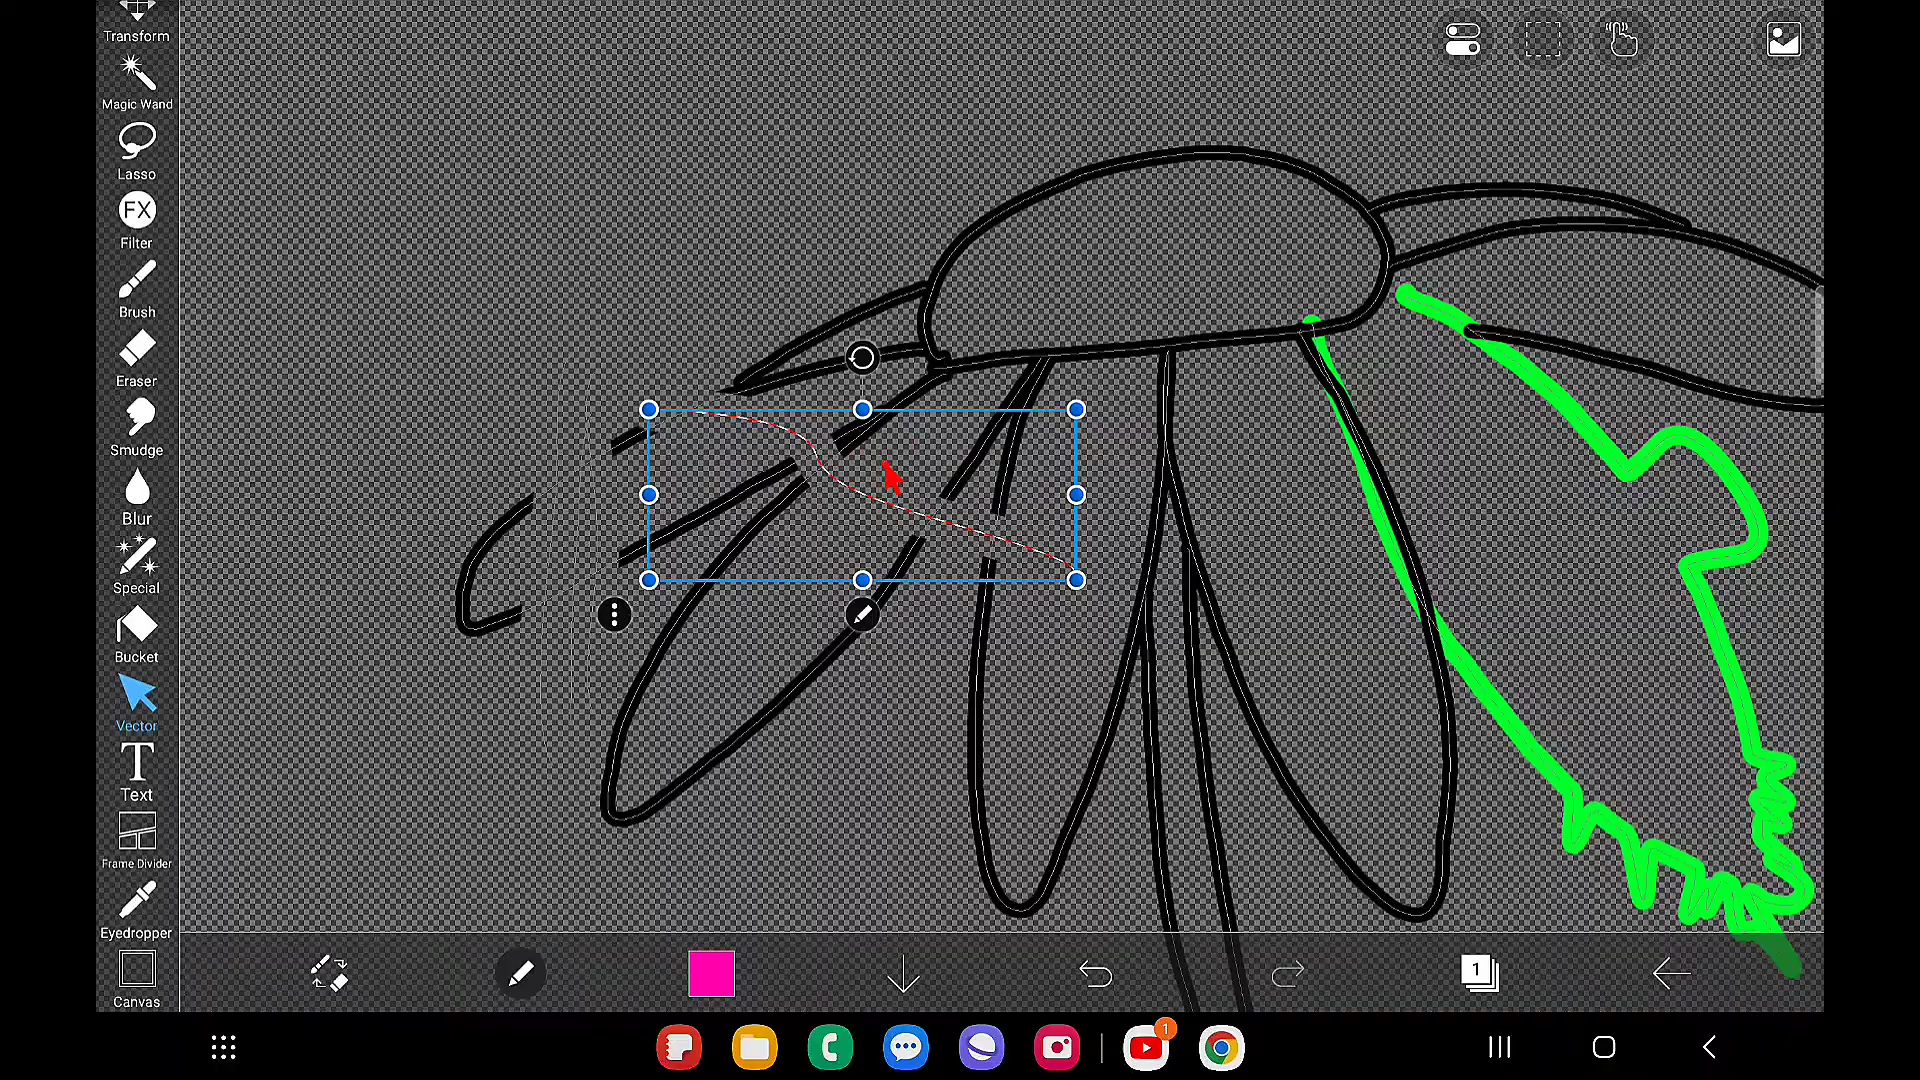 Transform
Magic Wand
Lasso
FX
Filter
Brush
Eraser
Smudge
Blur
Special
Bucket
Vector
T
Text
Frame Divider
Eyedropper
Canvas
1
1